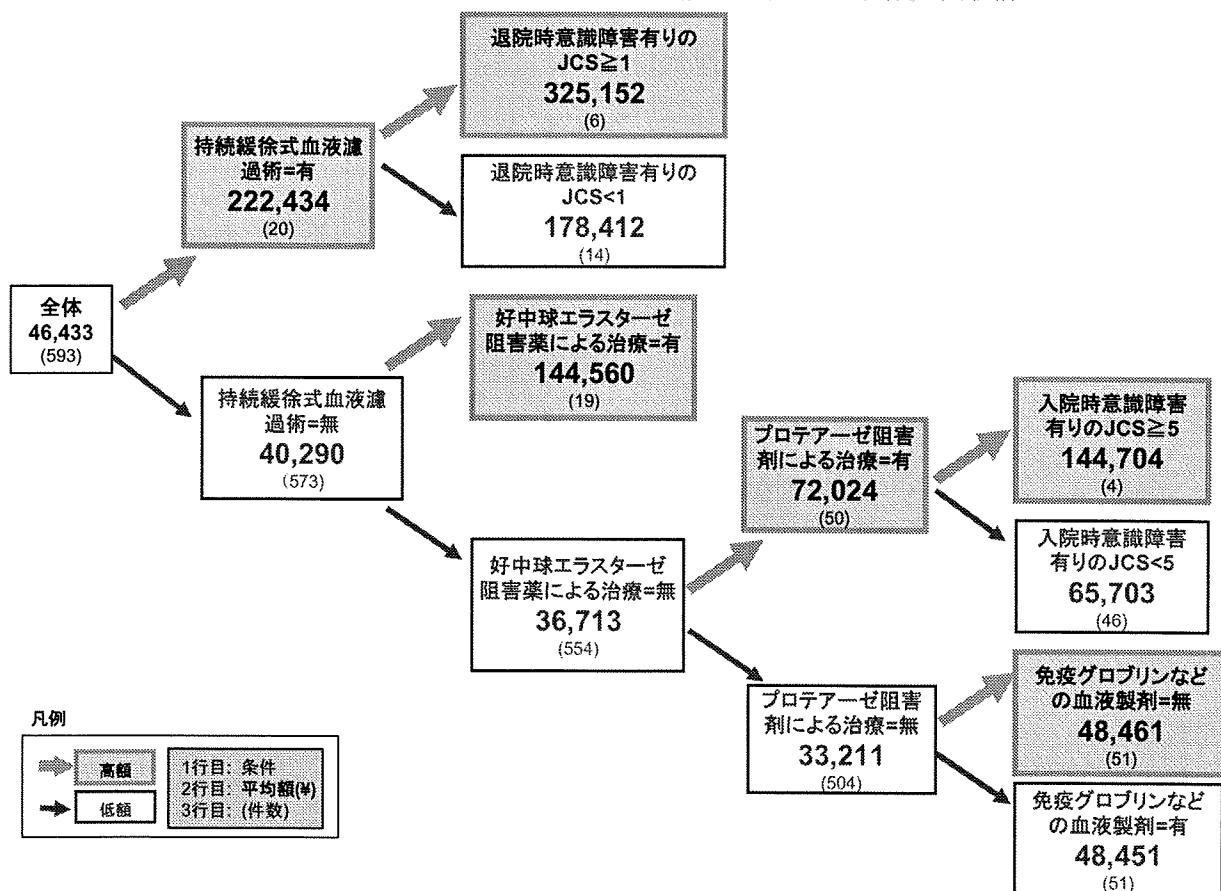 退院時意識障害有りの
JCS≧1
325,152
(6)
持続緩徐式血液濾
過術=有
222,434
(20)
退院時意識障害有りの
JCS<1
178,412
(14)
全体
46,433
(593)
好中球エラスターゼ
阻害薬による治療=有
144,560
(19)
持続緩徐式血液濾
過術=無
40,290
(573)
プロテアーゼ阻害
剤による治療=有
72,024
(50)
入院時意識障害
有りのJCS≧5
144,704
(4)
好中球エラスターゼ
阻害薬による治療=無
36,713
(554)
入院時意識障害
有りのJCS<5
65,703
(46)
プロテアーゼ阻害
剤による治療=無
33,211
(504)
免疫グロブリンなど
の血液製剤=無
48,461
(51)
免疫グロブリンなど
の血液製剤=有
48,451
(51)
凡例
高額
低額
1行目: 条件
2行目: 平均額(¥)
3行目: (件数)